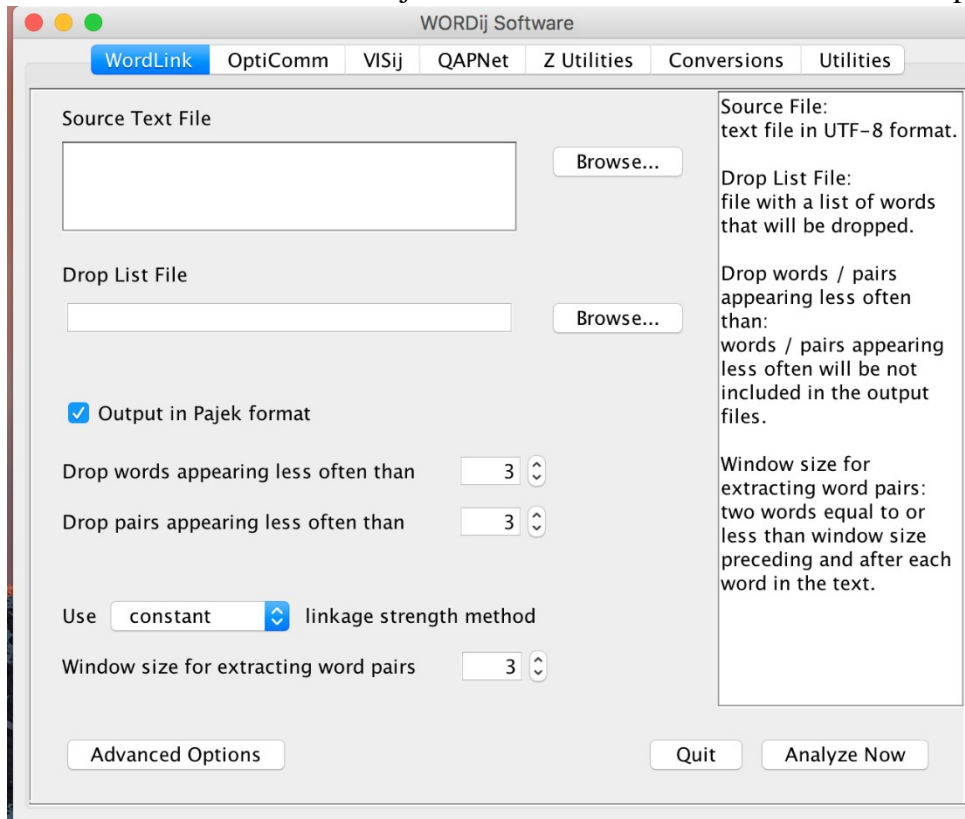 WORDij Software
WordLink OptiComm VISij QAPNet Z Utilities Conversions Utilities
Source Text File
Browse...
Drop List File
Browse...
Output in Pajek format
Drop words appearing less often than 3
Drop pairs appearing less often than 3
Use constant linkage strength method
Window size for extracting word pairs 3
Advanced Options
Quit
Analyze Now
Source File:
text file in UTF-8 format.
Drop List File:
file with a list of words
that will be dropped.
Drop words / pairs
appearing less often
than:
words / pairs appearing
less often will be not
included in the output
files.
Window size for
extracting word pairs:
two words equal to or
less than window size
preceding and after each
word in the text.